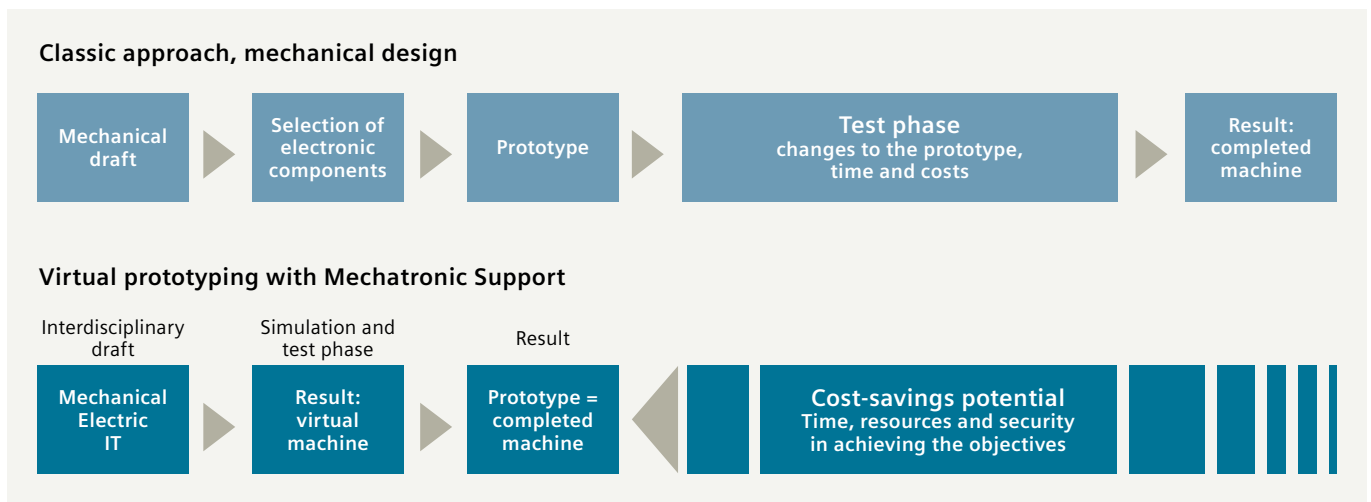 Classic approach, mechanical design
Mechanical
draft
Selection of
electronic
components
Prototype
Test phase
changes to the prototype,
time and costs
Result:
completed
machine
Virtual prototyping with Mechatronic Support
Interdisciplinary
draft
Simulation and
test phase
Result
Mechanical
Electric
IT
Result:
virtual
machine
Prototype =
completed
machine
Cost-savings potential
Time, resources and security
in achieving the objectives